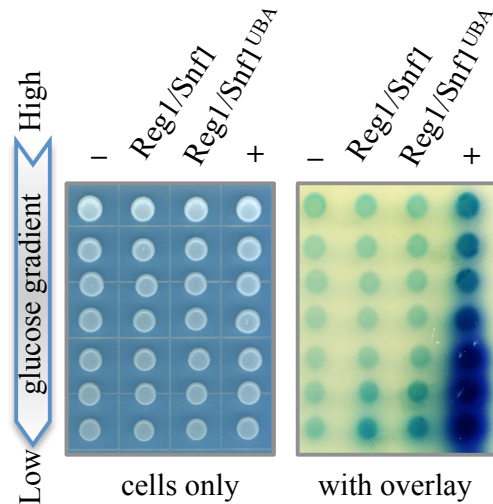 High
glucose gradient
Low
–
Reg1/Snf1
Reg1/Snf1UBA
+
–
Reg1/Snf1
Reg1/Snf1UBA
+
cells only
with overlay